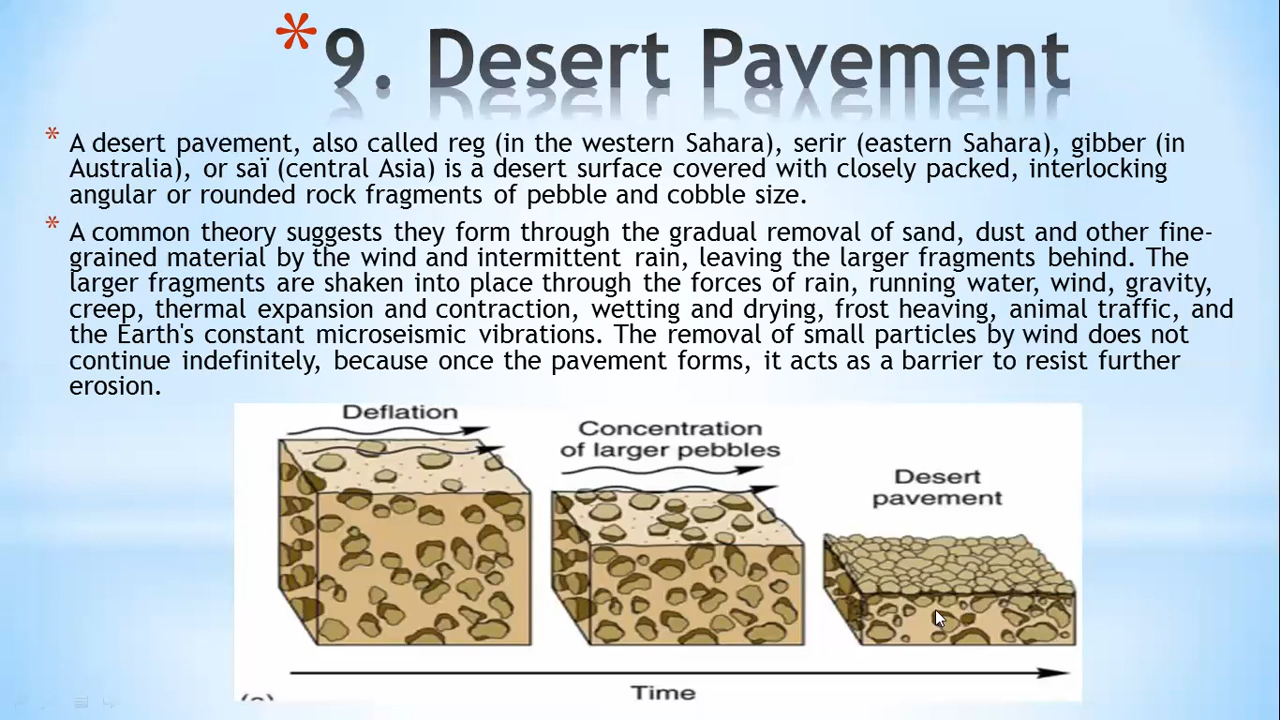 * 9. Desert Pavement
* A desert pavement, also called reg (in the western Sahara), serir (eastern Sahara), gibber (in
Australia), or saï (central Asia) is a desert surface covered with closely packed, interlocking
angular or rounded rock fragments of pebble and cobble size.
* A common theory suggests they form through the gradual removal of sand, dust and other fine-
grained material by the wind and intermittent rain, leaving the larger fragments behind. The
larger fragments are shaken into place through the forces of rain, running water, wind, gravity,
creep, thermal expansion and contraction, wetting and drying, frost heaving, animal traffic, and
the Earth's constant microseismic vibrations. The removal of small particles by wind does not
continue indefinitely, because once the pavement forms, it acts as a barrier to resist further
erosion.
Deflation
Concentration
of larger pebbles
Desert
pavement
Time